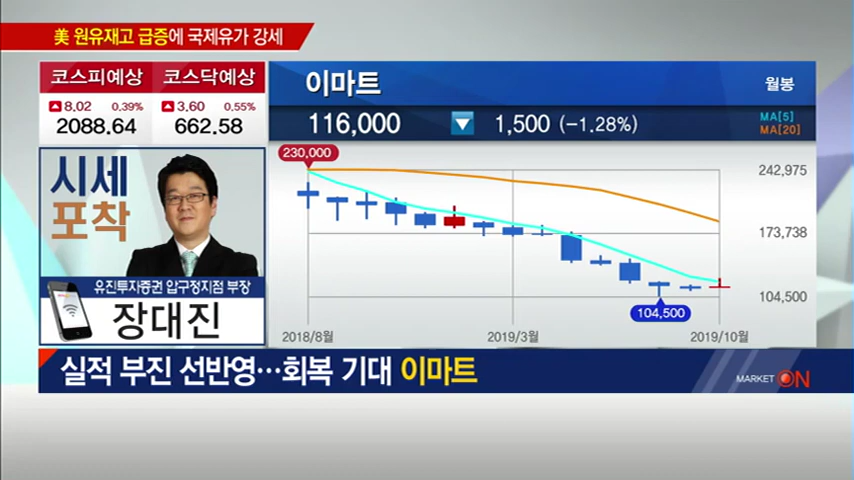 美 원유재고 급증에 국제유가 강세
코스피예상 코스닥예상
8,02 0.39% 3,60 0.55%
2088.64 662.58
이마트 월봉
116,000 1,500 (-1.28%)
MA[5]
MA[20]
시세
포착
유진투자증권 압구정지점 부장
장대진
230,000
242,975
173,738
104,500
104,500
2018/8월 2019/3월 2019/10월
실적 부진 선반영…회복 기대 이마트
MARKET ON